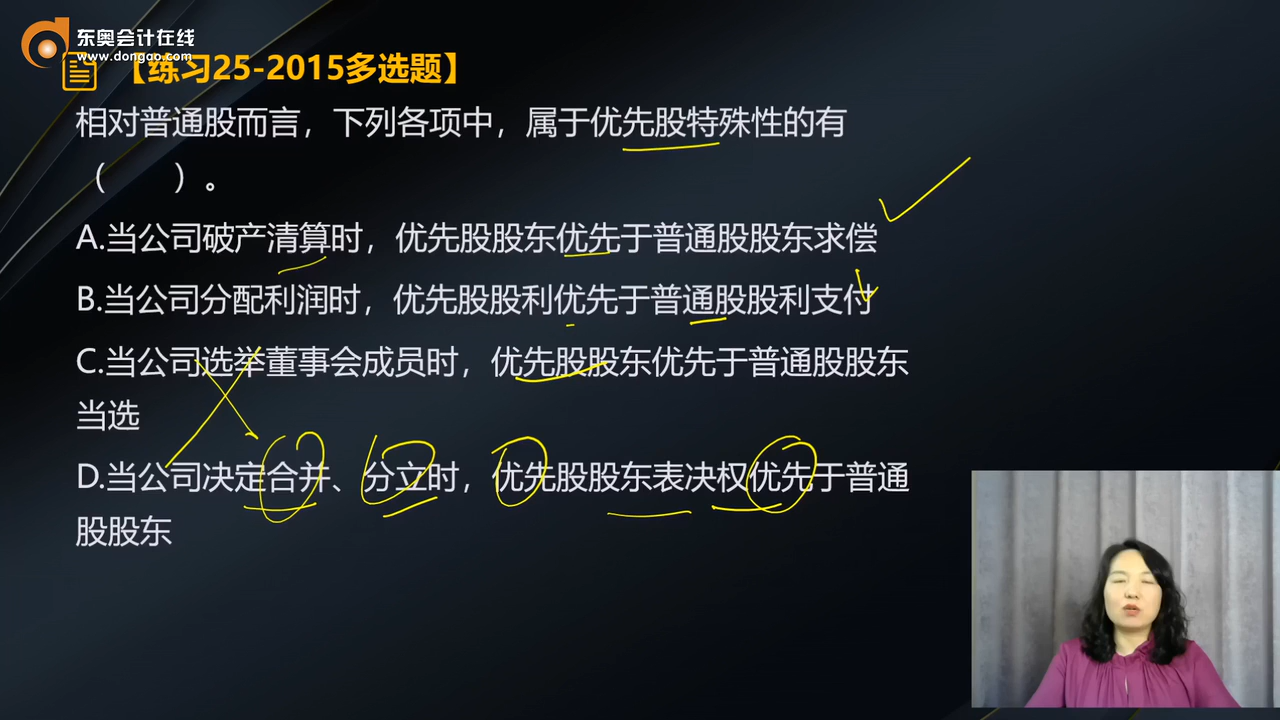 东奥会计在线
www.dongao.com
【练习25-2015多选题】
相对普通股而言，下列各项中，属于优先股特殊性的有
（　　）。
A.当公司破产清算时，优先股股东优先于普通股股东求偿
B.当公司分配利润时，优先股股利优先于普通股股利支付
C.当公司选举董事会成员时，优先股股东优先于普通股股东
当选
D.当公司决定合并、分立时，优先股股东表决权优先于普通
股股东